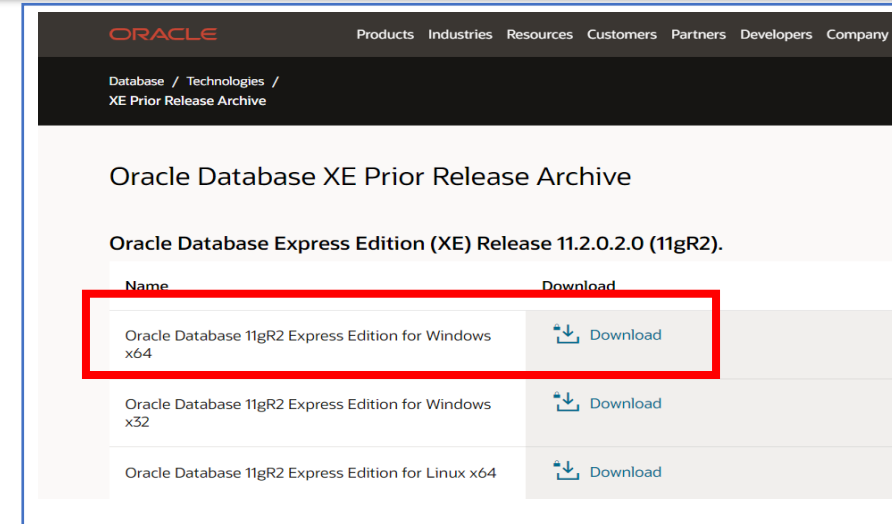 ORACLE Products Industries Resources Customers Partners Developers Company
Database / Technologies /
XE Prior Release Archive
Oracle Database XE Prior Release Archive
Oracle Database Express Edition (XE) Release 11.2.0.2.0 (11gR2).
Name Download
Oracle Database 11gR2 Express Edition for Windows
x64
Download
Oracle Database 11gR2 Express Edition for Windows
x32
Download
Oracle Database 11gR2 Express Edition for Linux x64
Download